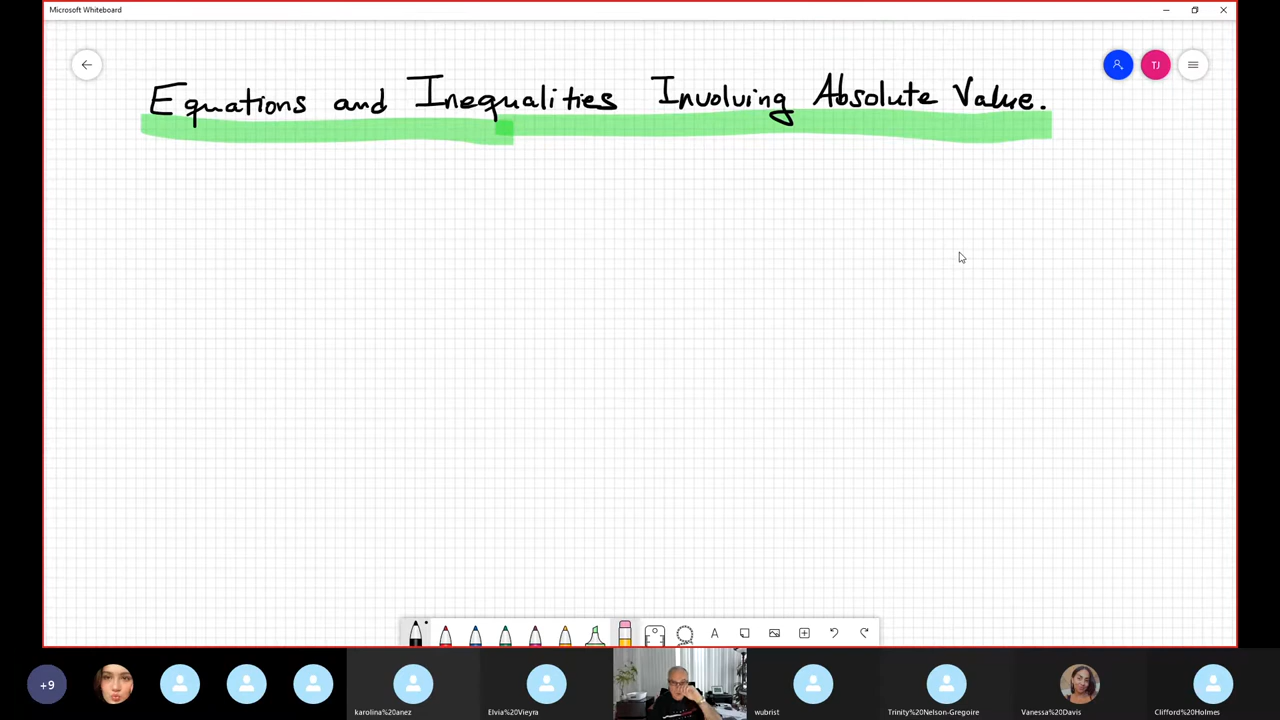 Microsoft Whiteboard
Equations and Inequalities Involving Absolute Value.
TJ
A
+9
karolina%20anez
Elvia%20Vieyra
wubrist
Trinity%20Nelson-Gregoire
Vanessa%20Davis
Clifford%20Holmes